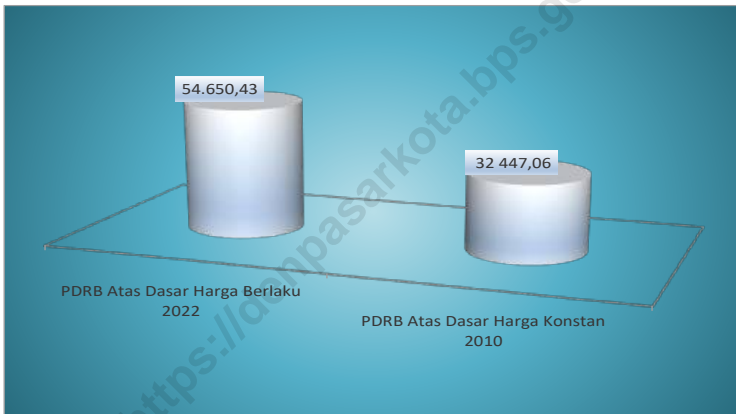 54.650,43
32 447,06
PDRB Atas Dasar Harga Berlaku
2022
PDRB Atas Dasar Harga Konstan
2010
https://denpasarkota.bps.go